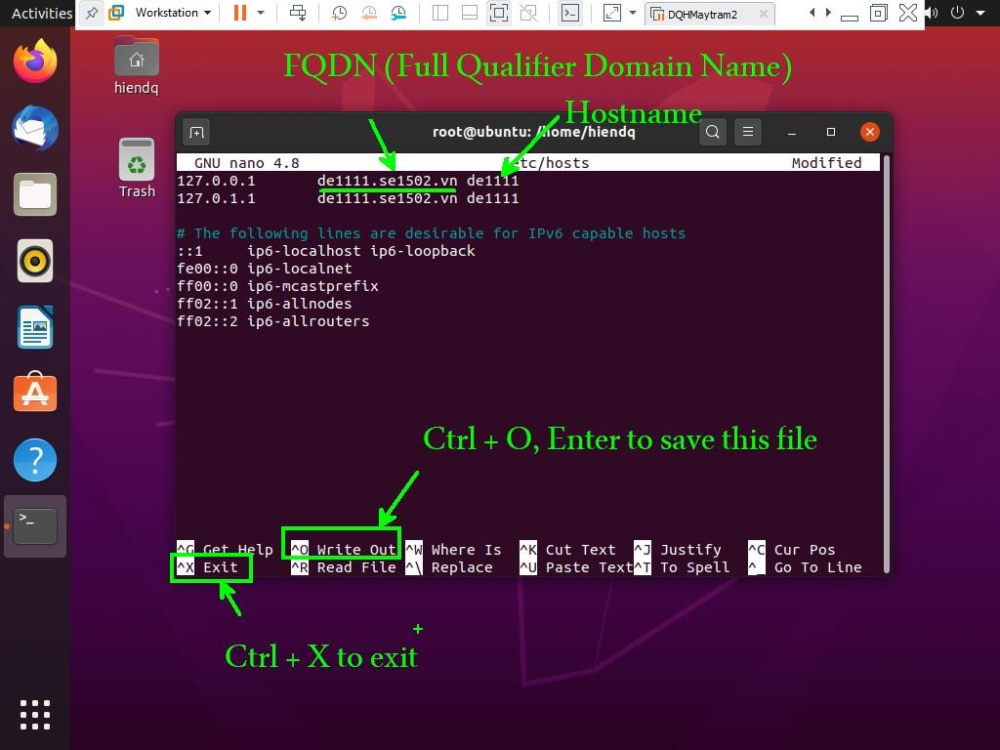 Activities
Workstation
DQHMaytram2
hiendq
Trash
FQDN (Full Qualifier Domain Name)
Hostname
root@ubuntu: /home/hiendq
GNU nano 4.8 /etc/hosts Modified
127.0.0.1 de1111.se1502.vn de1111
127.0.1.1 de1111.se1502.vn de1111
# The following lines are desirable for IPv6 capable hosts
::1 ip6-localhost ip6-loopback
fe00::0 ip6-localnet
ff00::0 ip6-mcastprefix
ff02::1 ip6-allnodes
ff02::2 ip6-allrouters
Ctrl + O, Enter to save this file
^G Get Help ^O Write Out ^W Where Is ^K Cut Text ^J Justify ^C Cur Pos
^X Exit ^R Read File ^\ Replace ^U Paste Text ^T To Spell ^_ Go To Line
Ctrl + X to exit